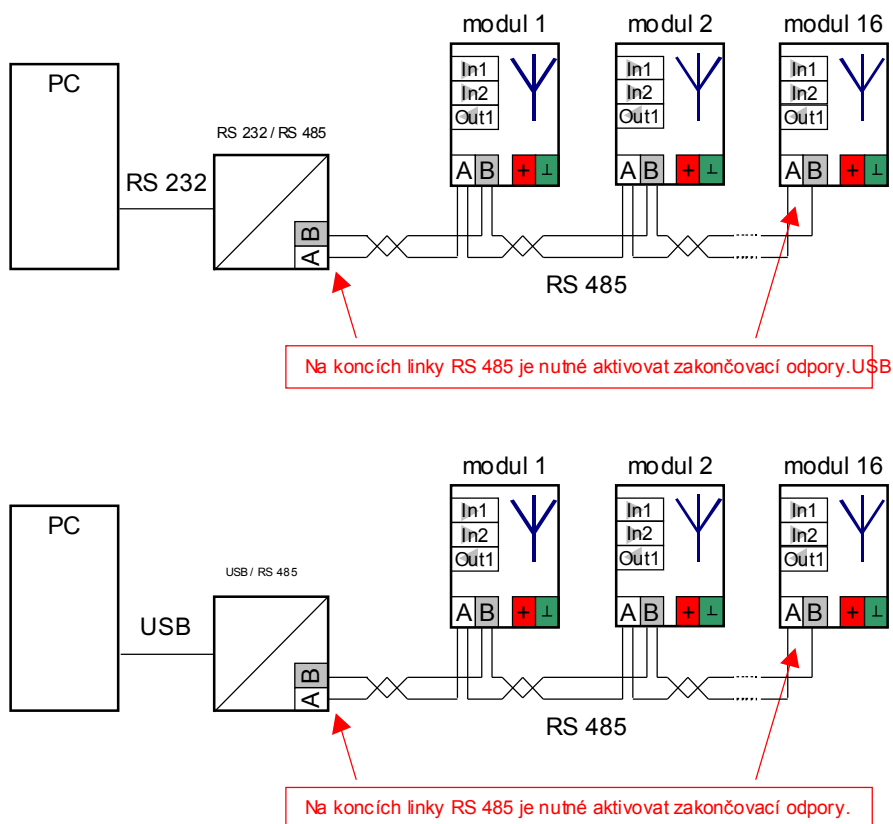 modul 1 modul 2 modul 16
PC
In1 In1 In1
In2 In2 In2
Out1 Out1 Out1
RS 232 / RS 485
A B + ⊥ A B + ⊥ A B + ⊥
RS 232
B
A
RS 485
Na koncích linky RS 485 je nutné aktivovat zakončovací odpory.USB
modul 1 modul 2 modul 16
PC
In1 In1 In1
In2 In2 In2
Out1 Out1 Out1
USB / RS 485
A B + ⊥ A B + ⊥ A B + ⊥
USB
B
A
RS 485
Na koncích linky RS 485 je nutné aktivovat zakončovací odpory.